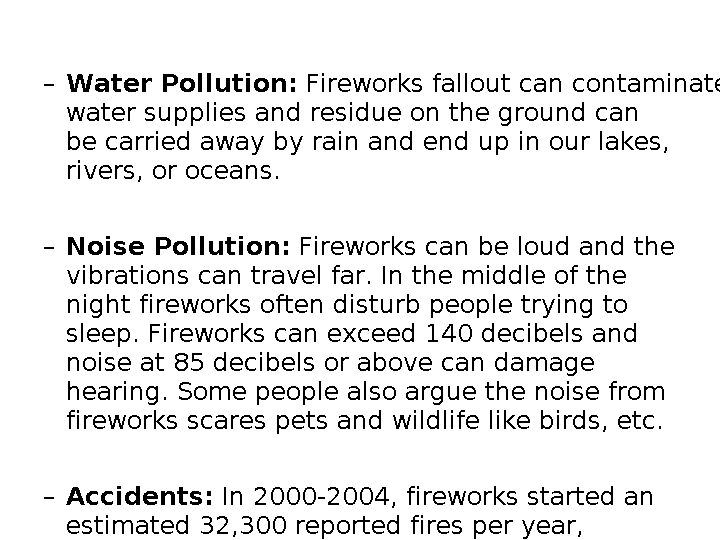 – Water Pollution: Fireworks fallout can contaminate
water supplies and residue on the ground can
be carried away by rain and end up in our lakes,
rivers, or oceans.
– Noise Pollution: Fireworks can be loud and the
vibrations can travel far. In the middle of the
night fireworks often disturb people trying to
sleep. Fireworks can exceed 140 decibels and
noise at 85 decibels or above can damage
hearing. Some people also argue the noise from
fireworks scares pets and wildlife like birds, etc.
– Accidents: In 2000-2004, fireworks started an
estimated 32,300 reported fires per year,